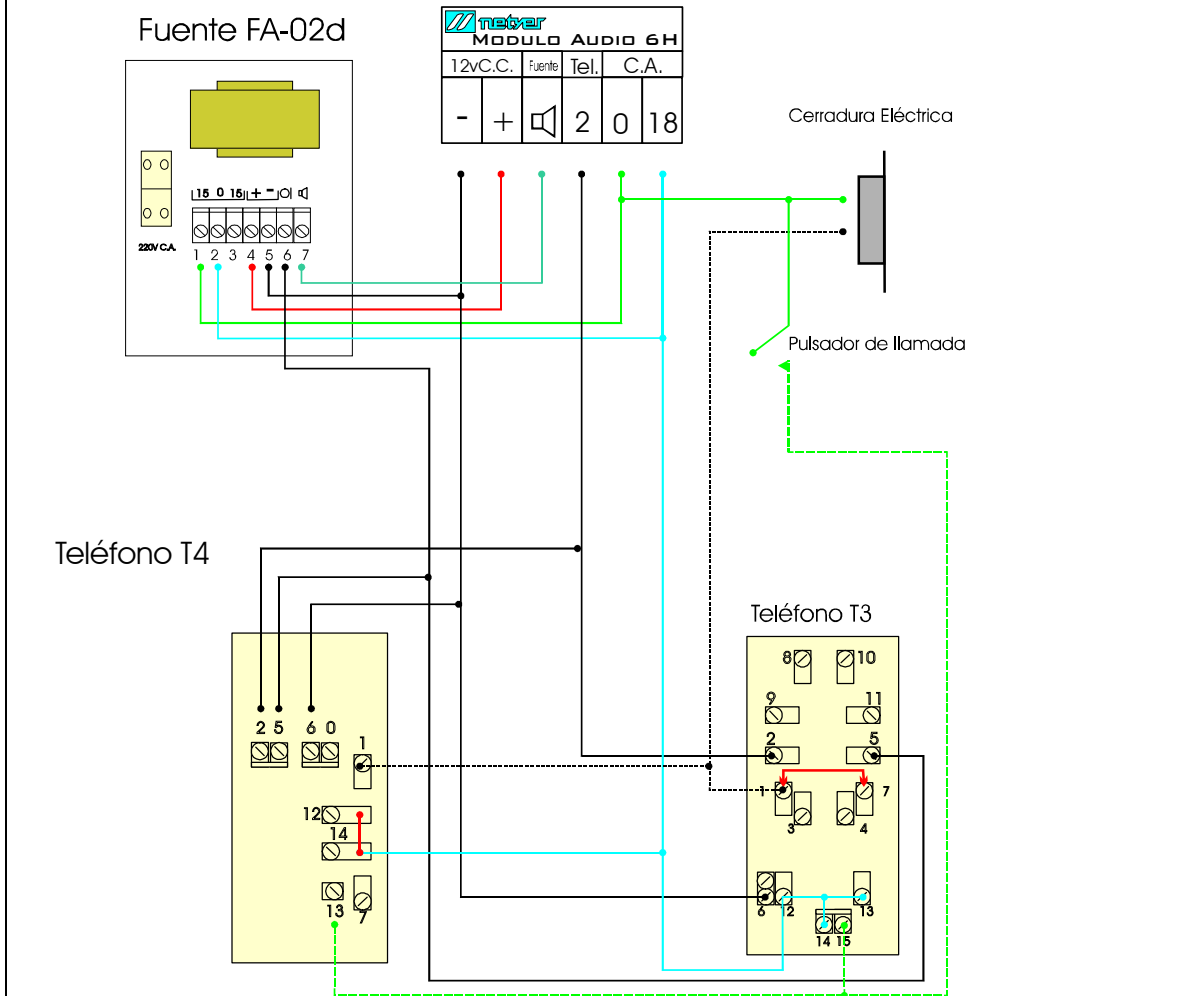 Fuente FA-02d
netver
Modulo Audio 6H
12vC.C. Fuente Tel. C.A.
- + 2 0 18
Cerradura Eléctrica
15 0 15 + -
220V C.A.
1 2 3 4 5 6 7
Pulsador de llamada
Teléfono T4
Teléfono T3
8 10
9 11
2 5
1 7
3 4
6 12 13
14 15
2 5 6 0
1
12
14
13 7